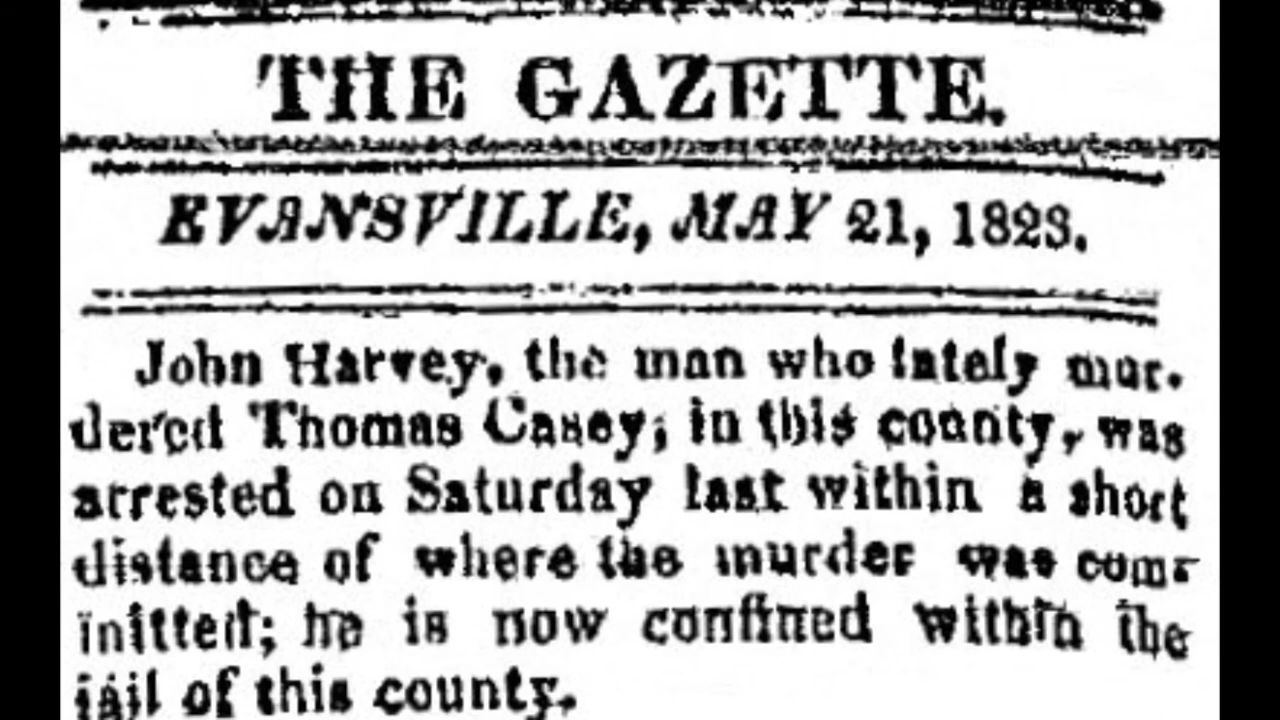 THE GAZETTE.
EVANSVILLE, MAY 21, 1823.
John Harvey, the man who lately mur-
dered Thomas Casey, in this county, was
arrested on Saturday last within a short
distance of where the murder was com-
mitted; he is now confined within the
jail of this county.